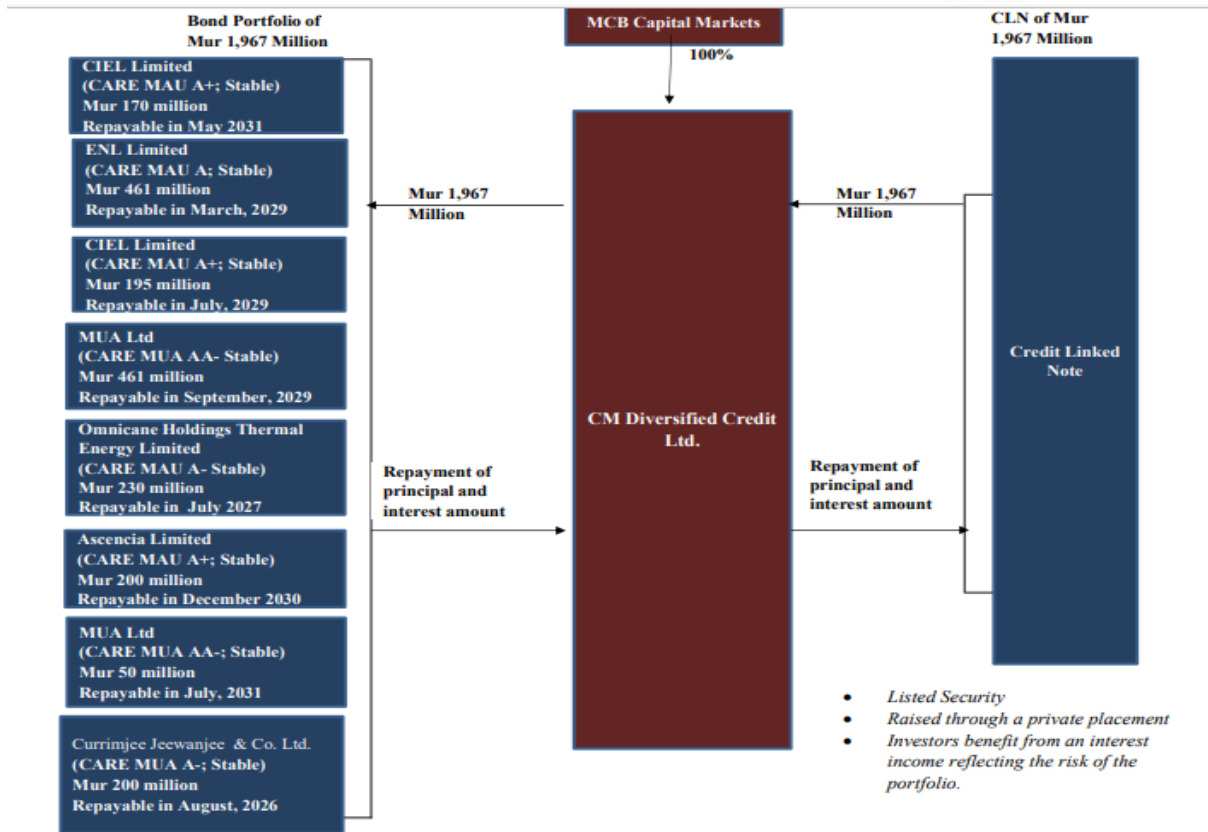 Bond Portfolio of
Mur 1,967 Million
CIEL Limited
(CARE MAU A+; Stable)
Mur 170 million
Repayable in May 2031
ENL Limited
(CARE MAU A; Stable)
Mur 461 million
Repayable in March, 2029
CIEL Limited
(CARE MAU A+; Stable)
Mur 195 million
Repayable in July, 2029
MUA Ltd
(CARE MUA AA- Stable)
Mur 461 million
Repayable in September, 2029
Omnicane Holdings Thermal
Energy Limited
(CARE MAU A- Stable)
Mur 230 million
Repayable in July 2027
Ascencia Limited
(CARE MAU A+; Stable)
Mur 200 million
Repayable in December 2030
MUA Ltd
(CARE MUA AA-; Stable)
Mur 50 million
Repayable in July, 2031
Currimjee Jeewanjee & Co. Ltd.
(CARE MUA A-; Stable)
Mur 200 million
Repayable in August, 2026
Mur 1,967
Million
Repayment of
principal and
interest amount
MCB Capital Markets
100%
CM Diversified Credit
Ltd.
Mur 1,967
Million
Repayment of
principal and
interest amount
CLN of Mur
1,967 Million
Credit Linked
Note
• Listed Security
• Raised through a private placement
• Investors benefit from an interest
income reflecting the risk of the
portfolio.